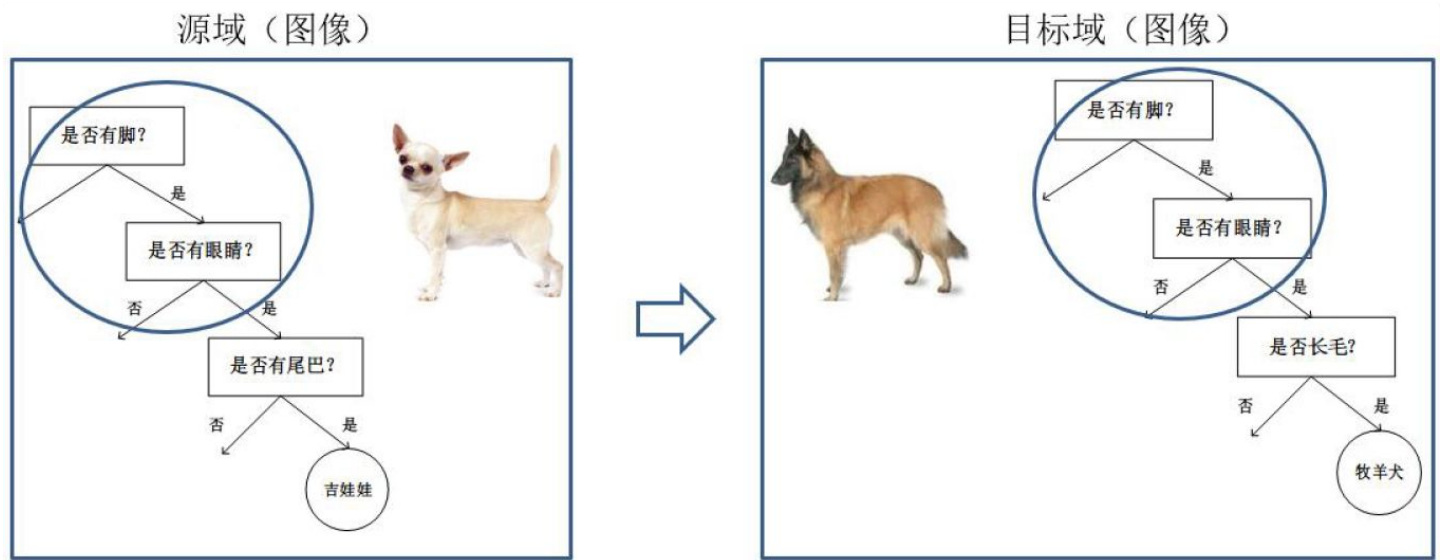 源域（图像）
目标域（图像）
是否有脚？
是
是否有眼睛？
否
是
是否有尾巴？
否
是
吉娃娃
是否有脚？
是
是否有眼睛？
否
是
是否长毛？
否
是
牧羊犬